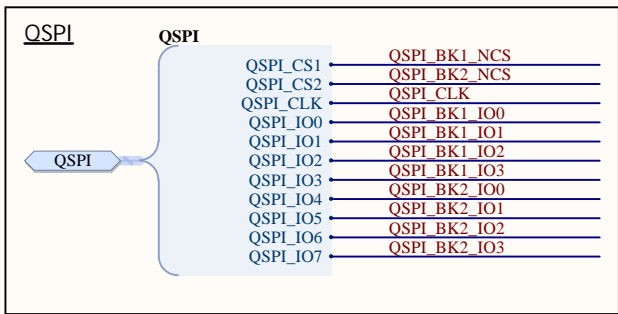 QSPI
QSPI
QSPI_CS1 QSPI_BK1_NCS
QSPI_CS2 QSPI_BK2_NCS
QSPI_CLK QSPI_CLK
QSPI_IO0 QSPI_BK1_IO0
QSPI_IO1 QSPI_BK1_IO1
QSPI_IO2 QSPI_BK1_IO2
QSPI_IO3 QSPI_BK1_IO3
QSPI_IO4 QSPI_BK2_IO0
QSPI_IO5 QSPI_BK2_IO1
QSPI_IO6 QSPI_BK2_IO2
QSPI_IO7 QSPI_BK2_IO3
QSPI